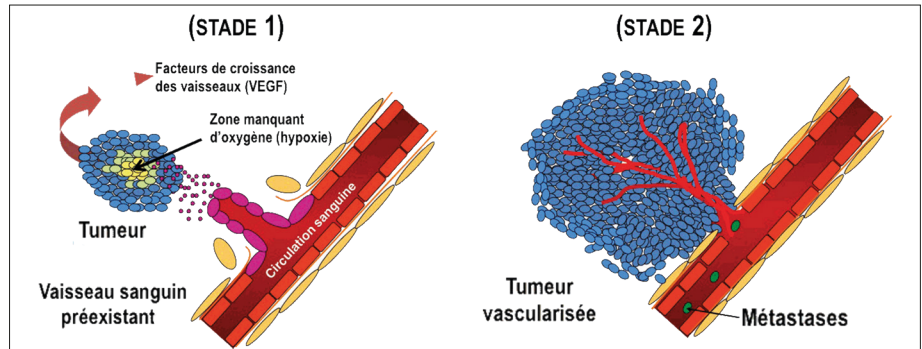 (STADE 1)
Facteurs de croissance
des vaisseaux (VEGF)
Zone manquant
d'oxygène (hypoxie)
Tumeur
Circulation sanguine
Vaisseau sanguin
préexistant
(STADE 2)
Tumeur
vascularisée
Métastases